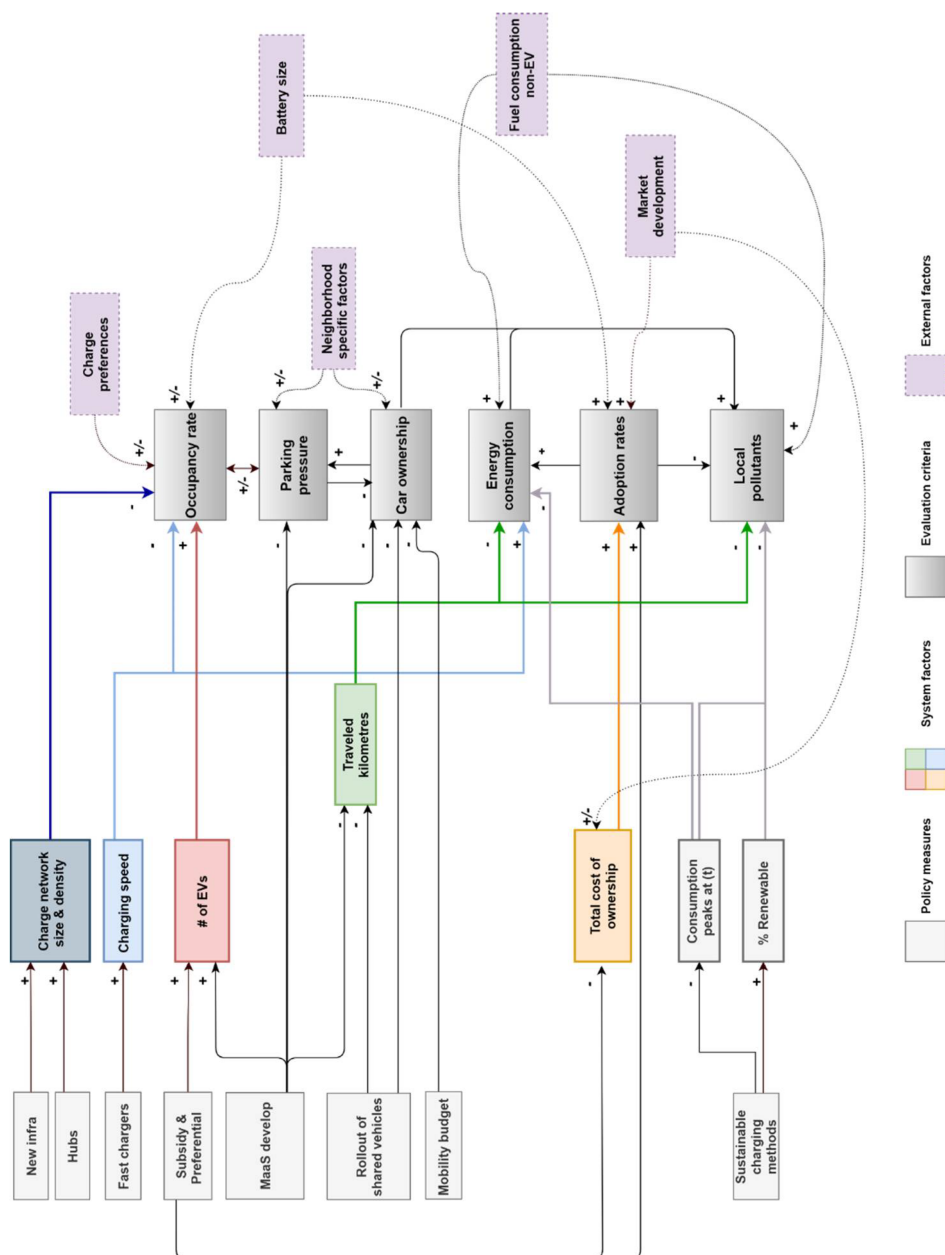 New infra
Hubs
Fast chargers
Subsidy &
Preferential
MaaS develop
Rollout of
shared vehicles
Mobility budget
Sustainable
charging
methods
+
+
+
+
+
-
-
-
-
+
Charge network
size & density
Charging speed
# of EVs
Traveled
kilometres
Total cost of
ownership
+/-
Consumption
peaks at (t)
% Renewable
-
-
+
-
-
-
-
-
+
+
+
-
-
Occupancy rate
+/-
+/-
+/-
Parking
pressure
+/-
+
-
Car ownership
+/-
Energy
consumption
+
+
-
Adoption rates
+
+
-
Local
pollutants
+
+
Charge
preferences
Neighborhood
specific factors
Battery size
Fuel consumption
non-EV
Market
development
Policy measures
System factors
Evaluation criteria
External factors